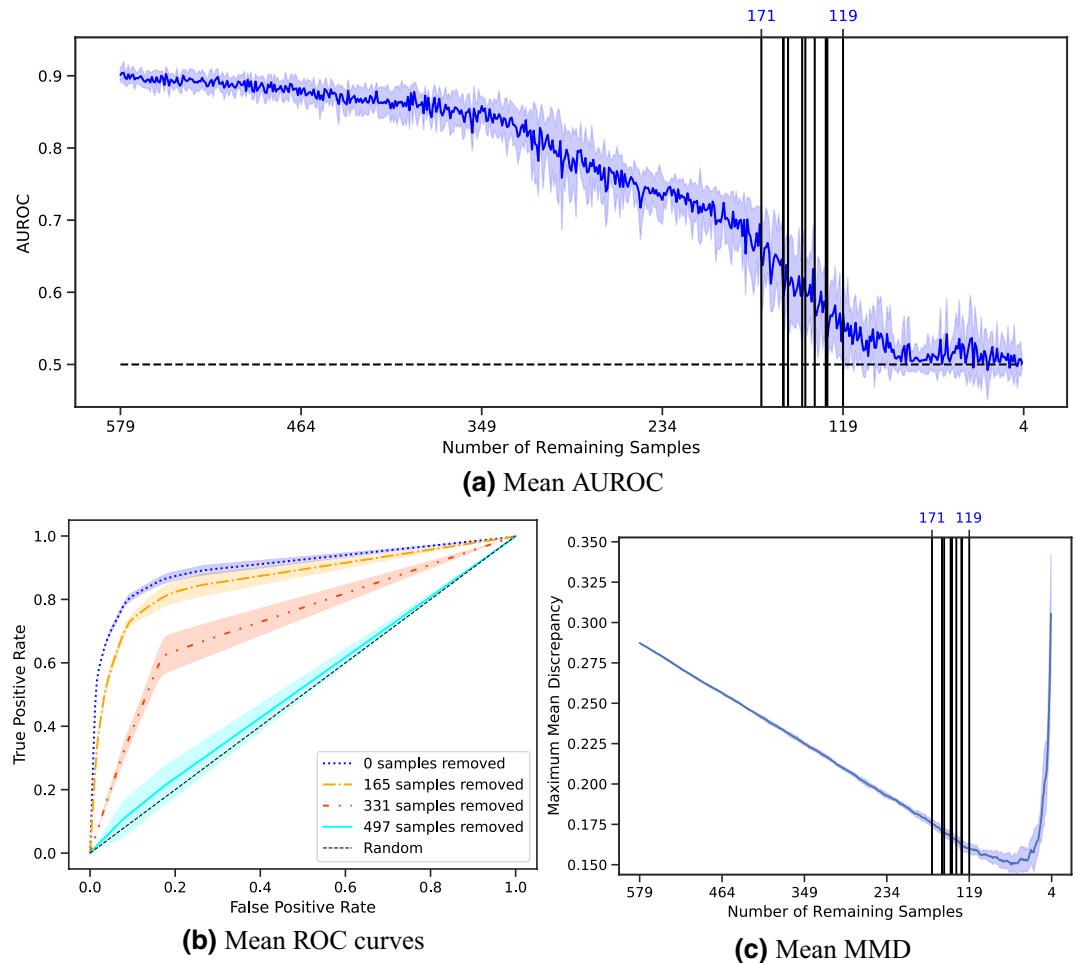 171 119
0.9
0.8
0.7
0.6
0.5
AUROC
579 464 349 234 119 4
Number of Remaining Samples
(a) Mean AUROC
1.0
0.8
0.6
0.4
0.2
0.0
True Positive Rate
0 samples removed
165 samples removed
331 samples removed
497 samples removed
Random
0.0 0.2 0.4 0.6 0.8 1.0
False Positive Rate
(b) Mean ROC curves
171 119
0.350
0.325
0.300
0.275
0.250
0.225
0.200
0.175
0.150
Maximum Mean Discrepancy
579 464 349 234 119 4
Number of Remaining Samples
(c) Mean MMD